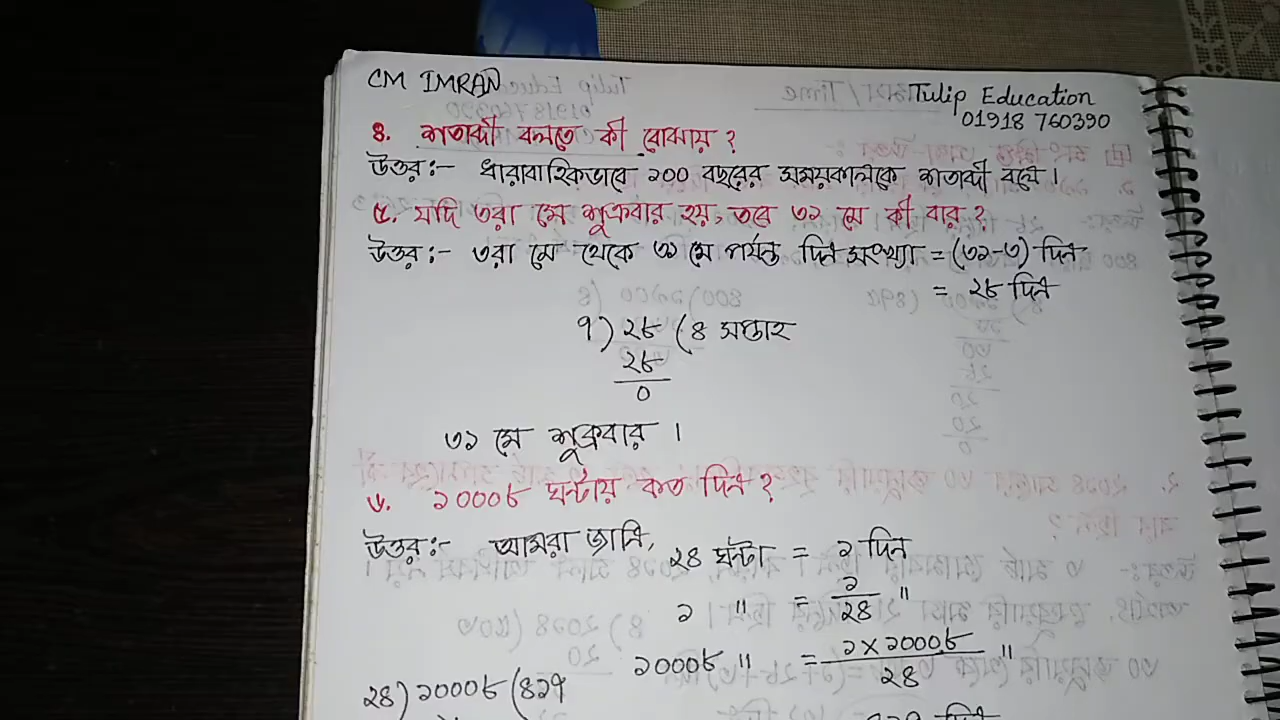 CM IMRAN
Tulip Education
01918 760390
৪. শতাব্দী বলতে কী বোঝায় ?
উত্তর :- ধারাবাহিকভাবে ১০০ বছরের সময়কালকে শতাব্দী বলে ।
৫. যদি ৩রা মে শুক্রবার হয়, তবে ৩১ মে কী বার ?
উত্তর :- ৩রা মে থেকে ৩১ মে পর্যন্ত দিন সংখ্যা = (৩১-৩) দিন
= ২৮ দিন
৭) ২৮ (৪ সপ্তাহ
২৮
০
৩১ মে শুক্রবার ।
৬. ১০০০৮ ঘন্টায় কত দিন ?
উত্তর :- আমরা জানি,
২৪ ঘন্টা = ১ দিন
১ " = ১/২৪ "
১০০০৮ " = ১×১০০০৮/২৪ "
২৪) ১০০০৮ (৪১৭